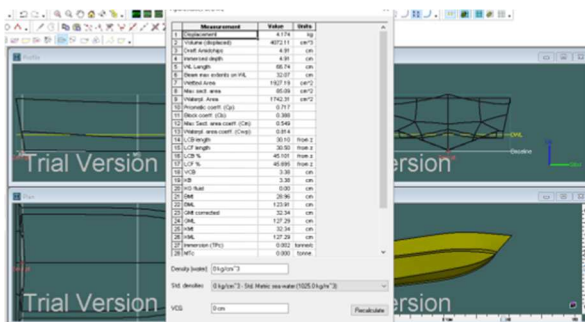 Measurement Value Units
1 Displacement 4.174 kg
2 Volume (displaced) 4072.11 cm^3
3 Draft Amidships 4.91 cm
4 Immersed depth 4.91 cm
5 WL Length 66.74 cm
6 Beam max extents on WL 32.07 cm
7 Wetted Area 1927.19 cm^2
8 Max sect. area 85.09 cm^2
9 Waterpl. Area 1742.31 cm^2
10 Prismatic coeff. (Cp) 0.717
11 Block coeff. (Cb) 0.388
12 Max Sect. area coeff. (Cm) 0.549
13 Waterpl. area coeff. (Cwp) 0.814
14 LCB length 30.10 from z
15 LCF length 30.50 from z
16 LCB % 45.101 from z
17 LCF % 45.695 from z
18 VCB 3.38 cm
19 KB 3.38 cm
20 KG fluid 0.00 cm
21 BMt 28.96 cm
22 BML 123.91 cm
23 GMt corrected 32.34 cm
24 GML 127.29 cm
25 KMt 32.34 cm
26 KML 127.29 cm
27 Immersion (TPc) 0.002 tonne/c
28 MTc 0.000 tonne.
Density (water) 0 kg/cm^3
Std. densities 0 kg/cm^3 - Std. Metric sea water (1025.0 kg/m^3)
VCG 0 cm
Recalculate
Profile
Trial Version
DWL
Baseline
Plan
Trial Version
ersion
ersion